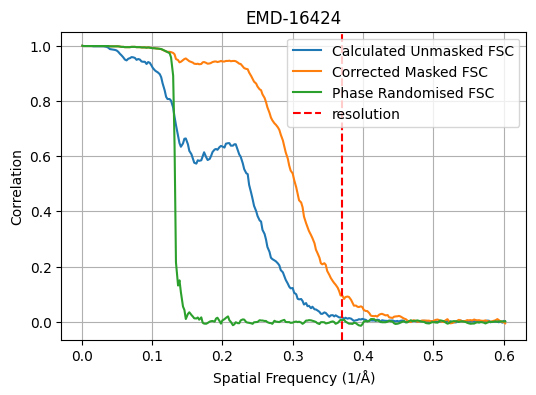 EMD-16424
Calculated Unmasked FSC
Corrected Masked FSC
Phase Randomised FSC
resolution
Correlation
1.0
0.8
0.6
0.4
0.2
0.0
0.0 0.1 0.2 0.3 0.4 0.5 0.6
Spatial Frequency (1/Å)